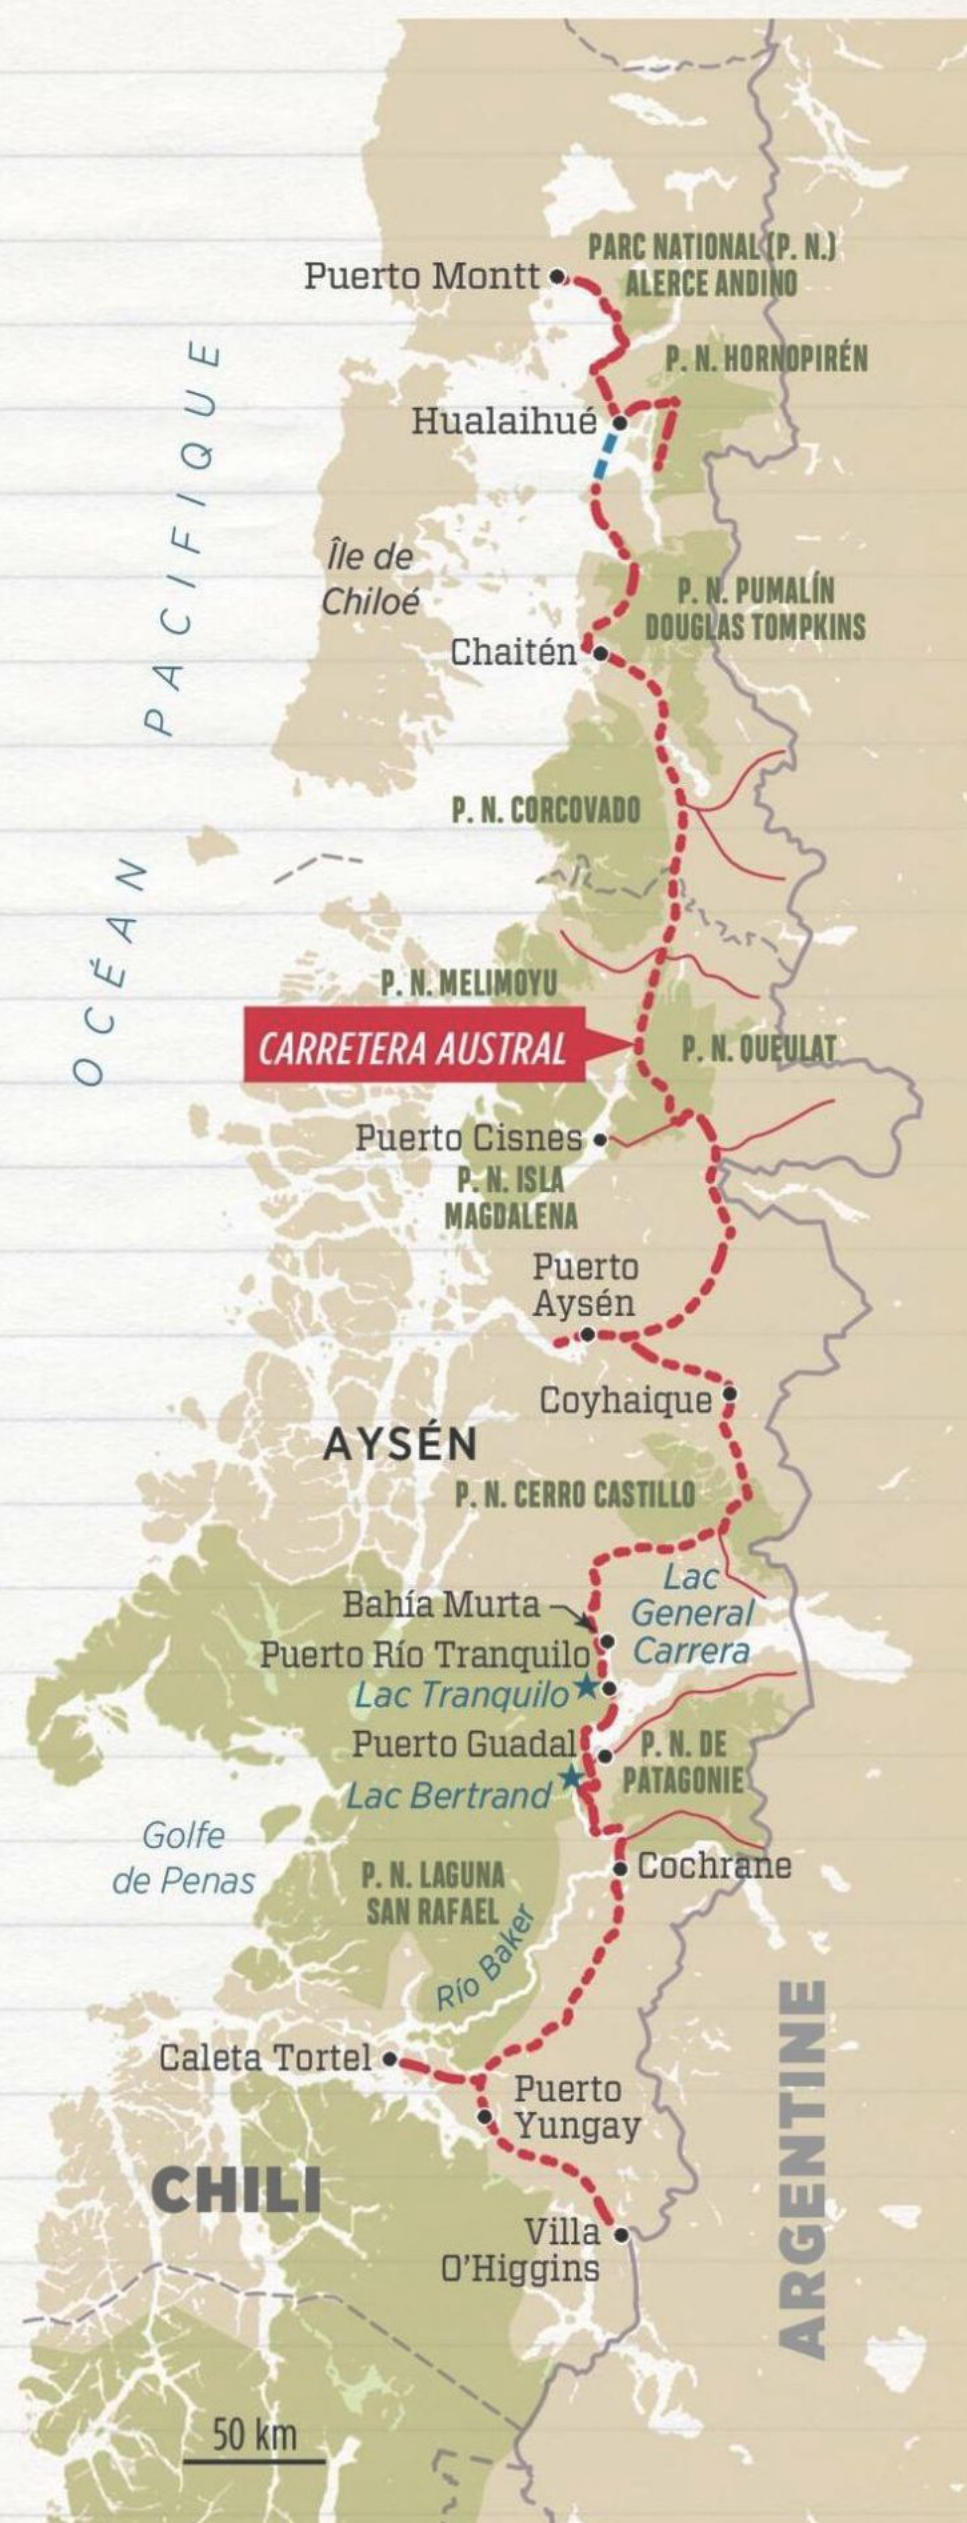 PARC NATIONAL (P. N.)
ALERCE ANDINO
Puerto Montt
P. N. HORNOPIRÉN
Hualaihué
OCÉAN PACIFIQUE
Île de
Chiloé
P. N. PUMALÍN
DOUGLAS TOMPKINS
Chaitén
P. N. CORCOVADO
P. N. MELIMOYU
CARRETERA AUSTRAL
P. N. QUEULAT
Puerto Cisnes
P. N. ISLA
MAGDALENA
Puerto
Aysén
Coyhaique
AYSÉN
P. N. CERRO CASTILLO
Lac
General
Carrera
Bahía Murta
Puerto Río Tranquilo
Lac Tranquilo
Puerto Guadal
P. N. DE
PATAGONIE
Lac Bertrand
Golfe
de Penas
Cochrane
P. N. LAGUNA
SAN RAFAEL
Río Baker
Caleta Tortel
Puerto
Yungay
CHILI
ARGENTINE
Villa
O'Higgins
50 km